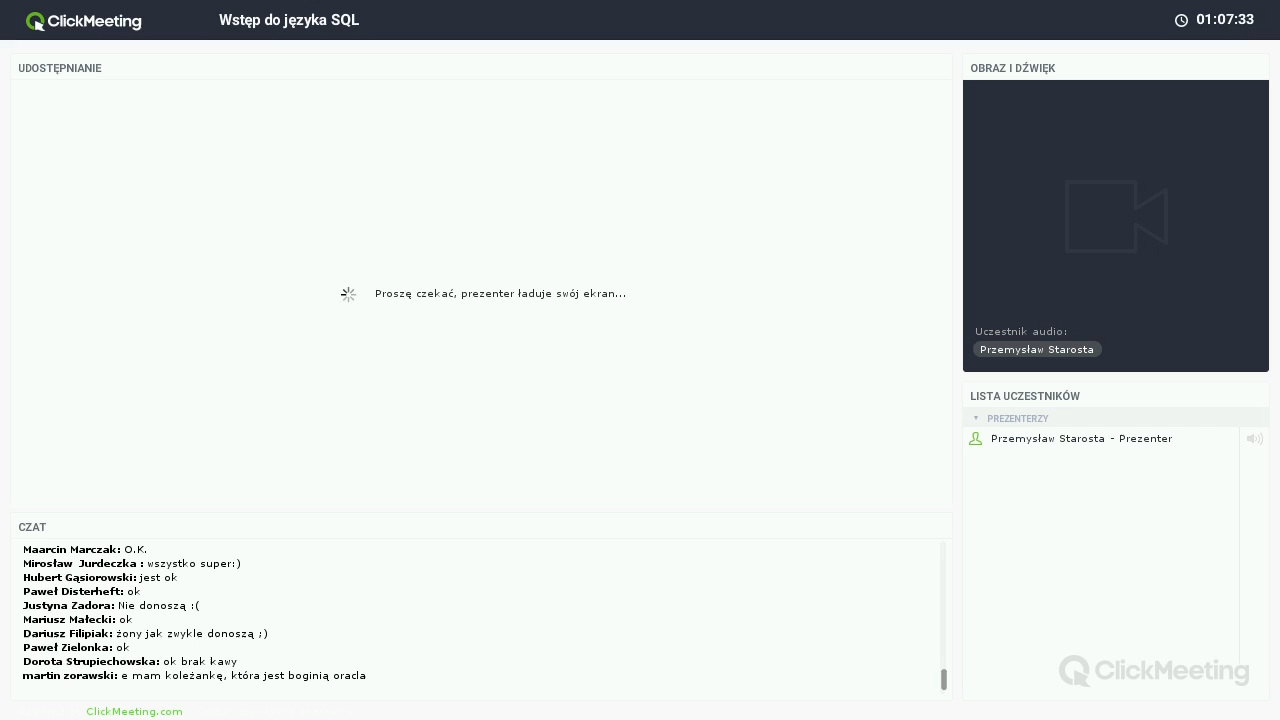 ClickMeeting
Wstęp do języka SQL
01:07:33
UDOSTĘPNIANIE
Proszę czekać, prezenter ładuje swój ekran...
OBRAZ I DŹWIĘK
Uczestnik audio:
Przemysław Starosta
LISTA UCZESTNIKÓW
PREZENTERZY
Przemysław Starosta - Prezenter
CZAT
Maarcin Marczak: O.K.
Mirosław Jurdeczka : wszystko super:)
Hubert Gąsiorowski: jest ok
Paweł Disterheft: ok
Justyna Zadora: Nie donoszą :(
Mariusz Małecki: ok
Dariusz Filipiak: żony jak zwykle donoszą ;)
Paweł Zielonka: ok
Dorota Strupiechowska: ok brak kawy
martin zorawski: e mam koleżankę, która jest boginią oracla
ClickMeeting
ClickMeeting.com